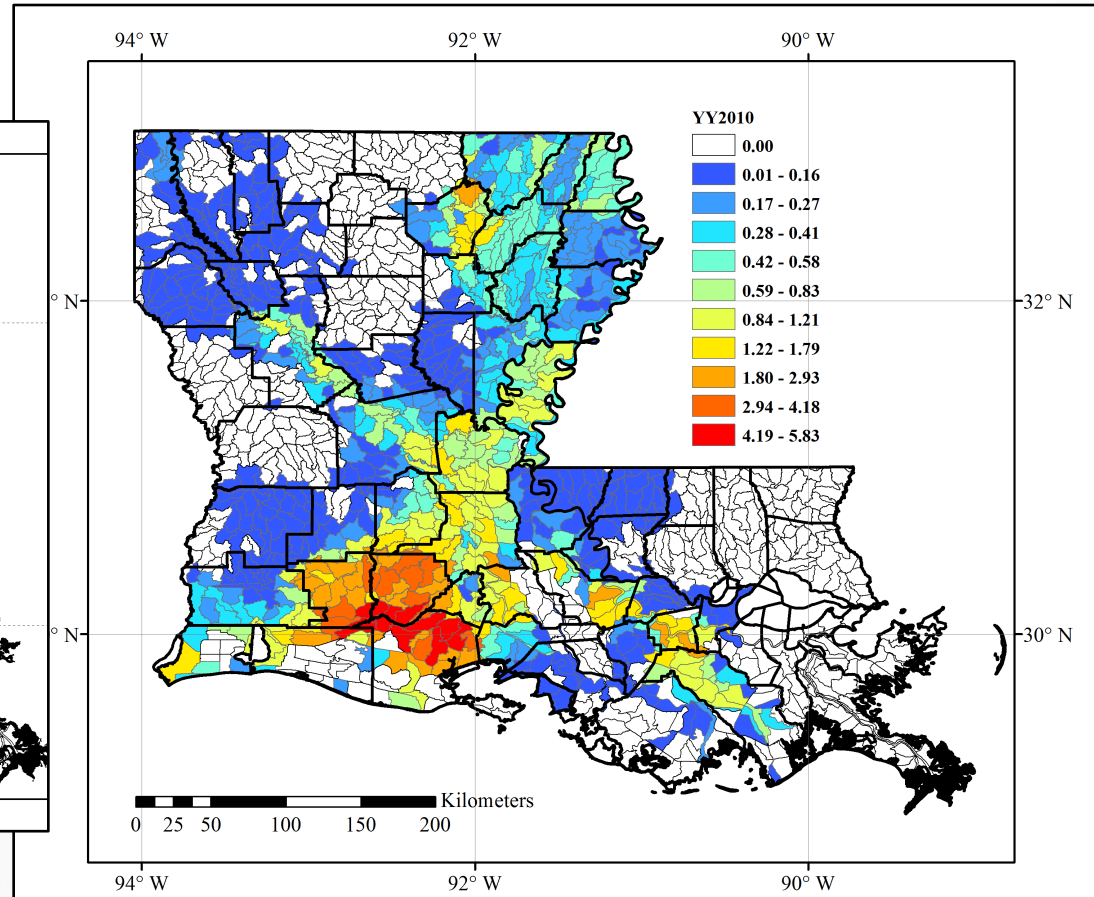 94° W 92° W 90° W
YY2010
0.00
0.01 - 0.16
0.17 - 0.27
0.28 - 0.41
0.42 - 0.58
0.59 - 0.83
0.84 - 1.21
1.22 - 1.79
1.80 - 2.93
2.94 - 4.18
4.19 - 5.83
° N 32° N
° N 30° N
)
Kilometers
0 25 50 100 150 200
94° W 92° W 90° W